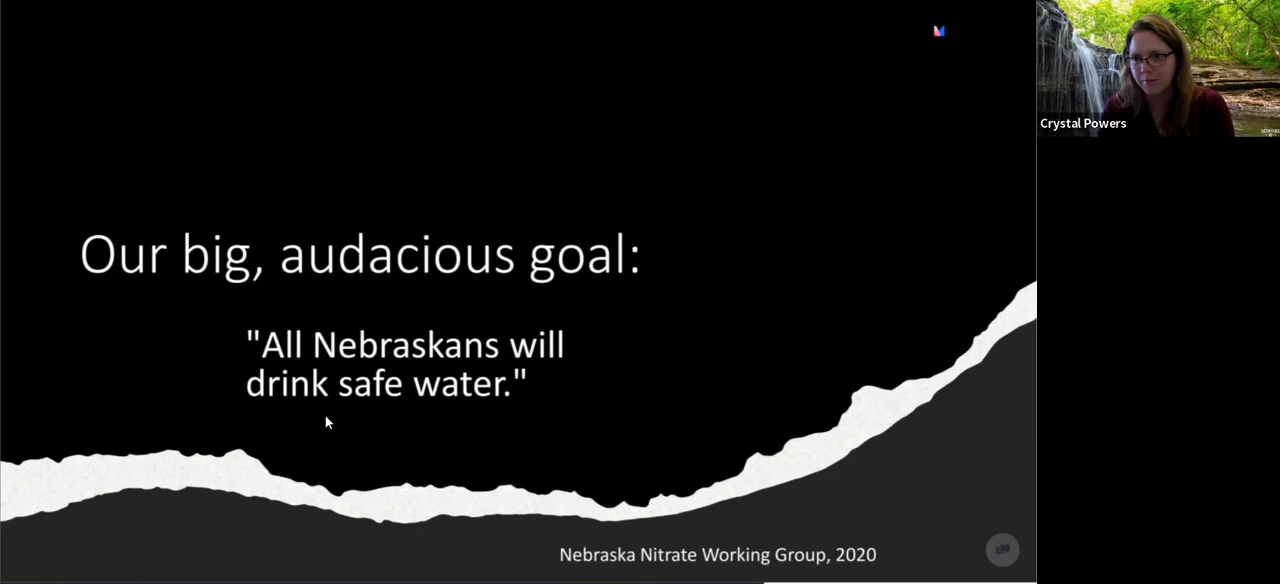 Our big, audacious goal:
"All Nebraskans will
drink safe water."
Nebraska Nitrate Working Group, 2020
Crystal Powers